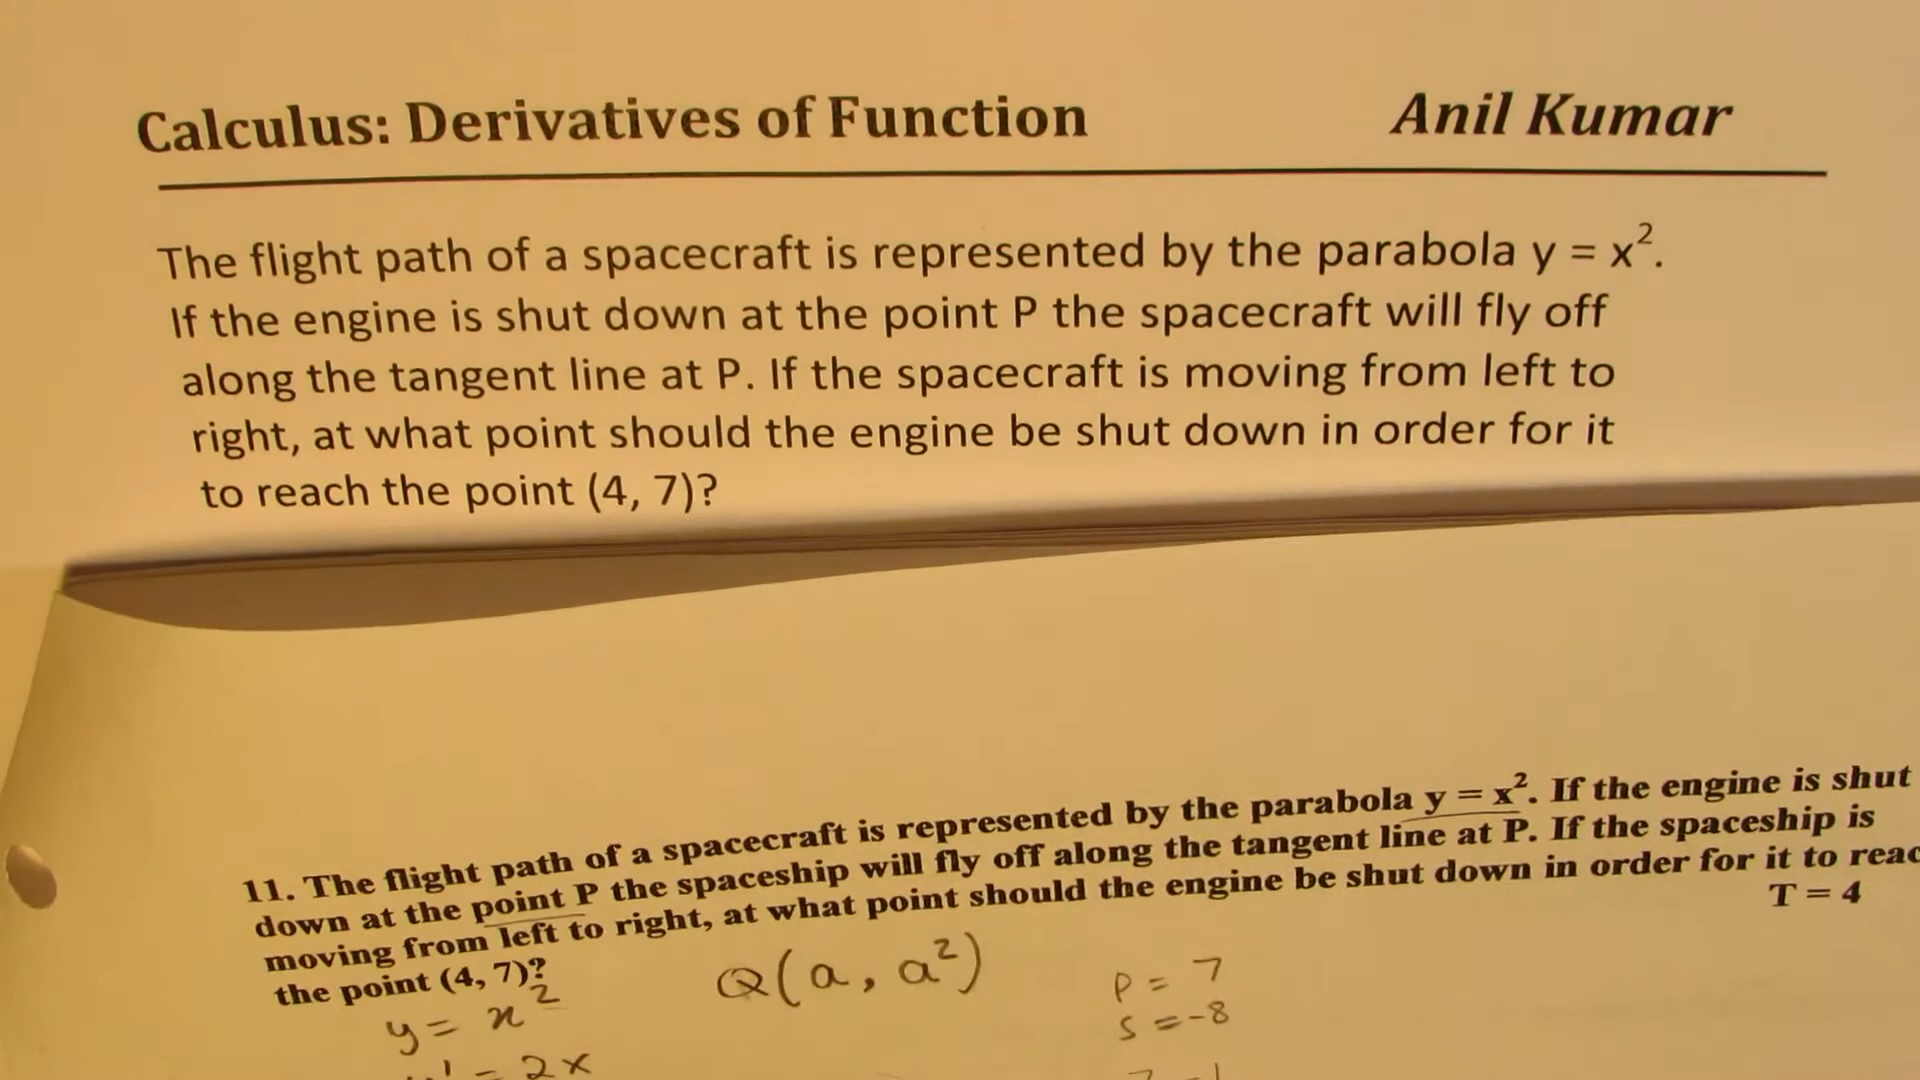 Calculus: Derivatives of Function Anil Kumar
The flight path of a spacecraft is represented by the parabola y = x².
If the engine is shut down at the point P the spacecraft will fly off
along the tangent line at P. If the spacecraft is moving from left to
right, at what point should the engine be shut down in order for it
to reach the point (4, 7)?
11. The flight path of a spacecraft is represented by the parabola y = x². If the engine is shut
down at the point P the spaceship will fly off along the tangent line at P. If the spaceship is
moving from left to right, at what point should the engine be shut down in order for it to reac
the point (4, 7)? T = 4
Q(a, a²)
P = 7
y = x²
S = -8
= 2x